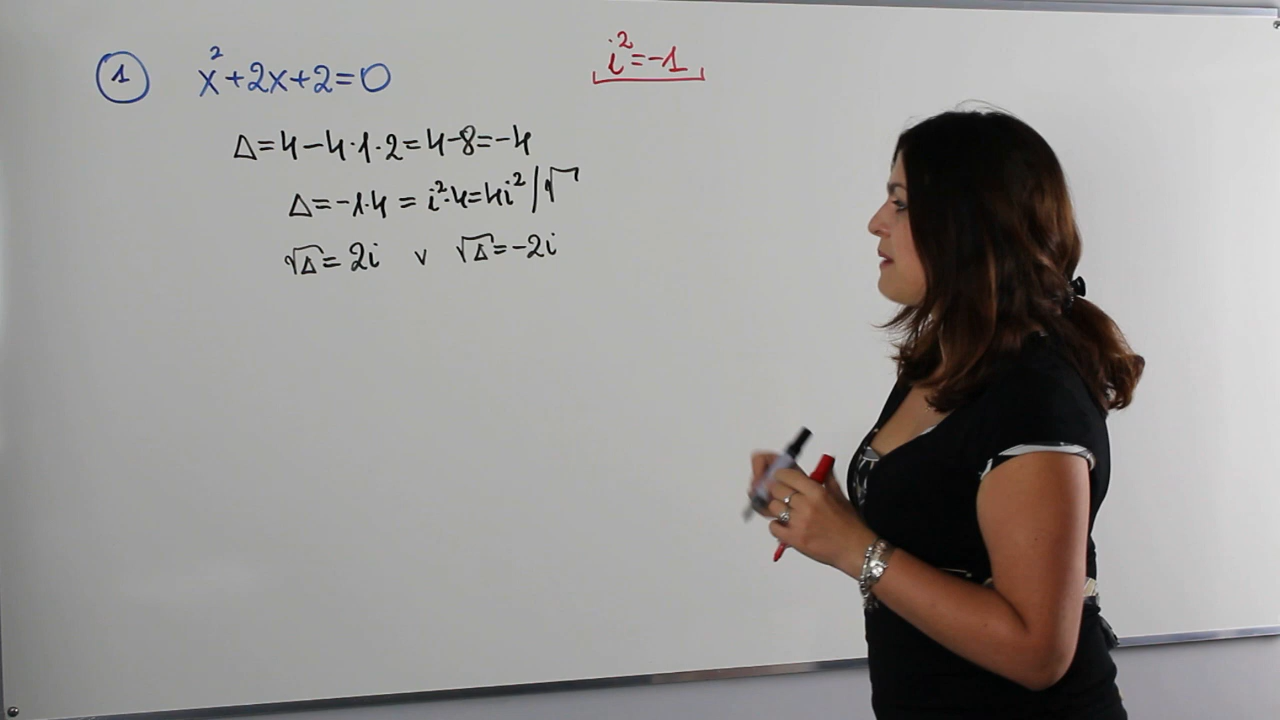 1 x²+2x+2=0
i²=-1
Δ=4-4·1·2=4-8=-4
Δ=-1·4=i²·4=4i² /√
√Δ=2i v √Δ=-2i